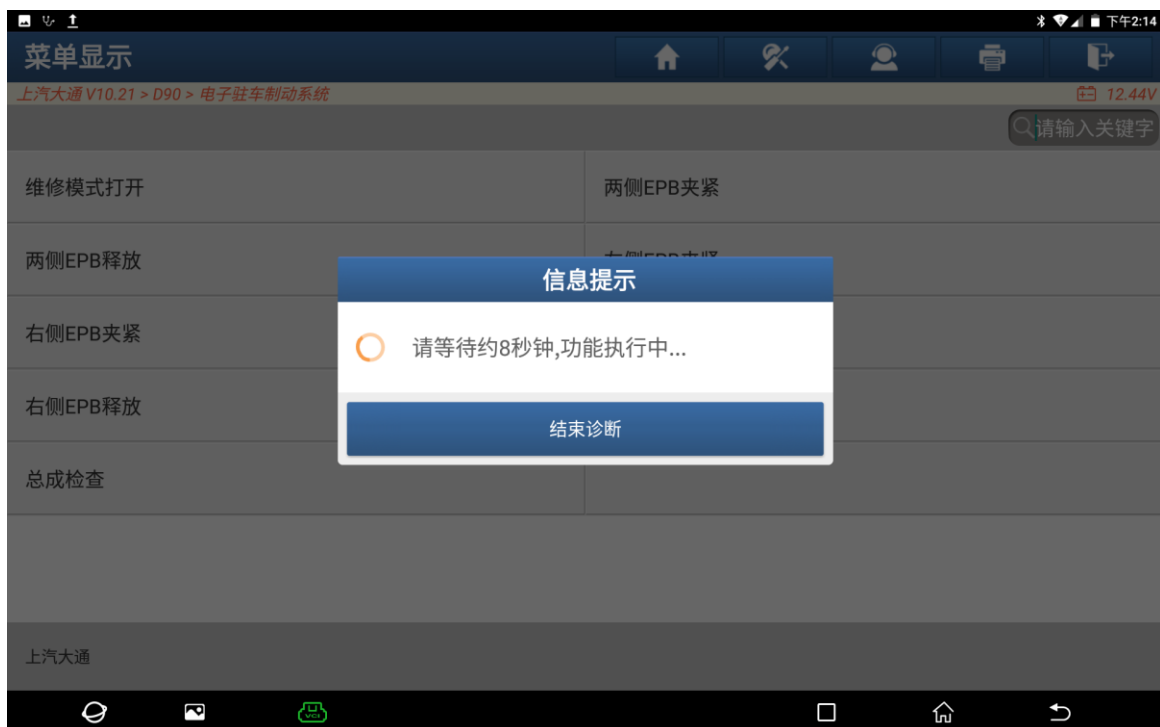 下午2:14
菜单显示
上汽大通 V10.21 > D90 > 电子驻车制动系统
12.44V
请输入关键字
维修模式打开
两侧EPB夹紧
两侧EPB释放
右侧EPB夹紧
右侧EPB释放
总成检查
信息提示
请等待约8秒钟,功能执行中...
结束诊断
上汽大通
VCI